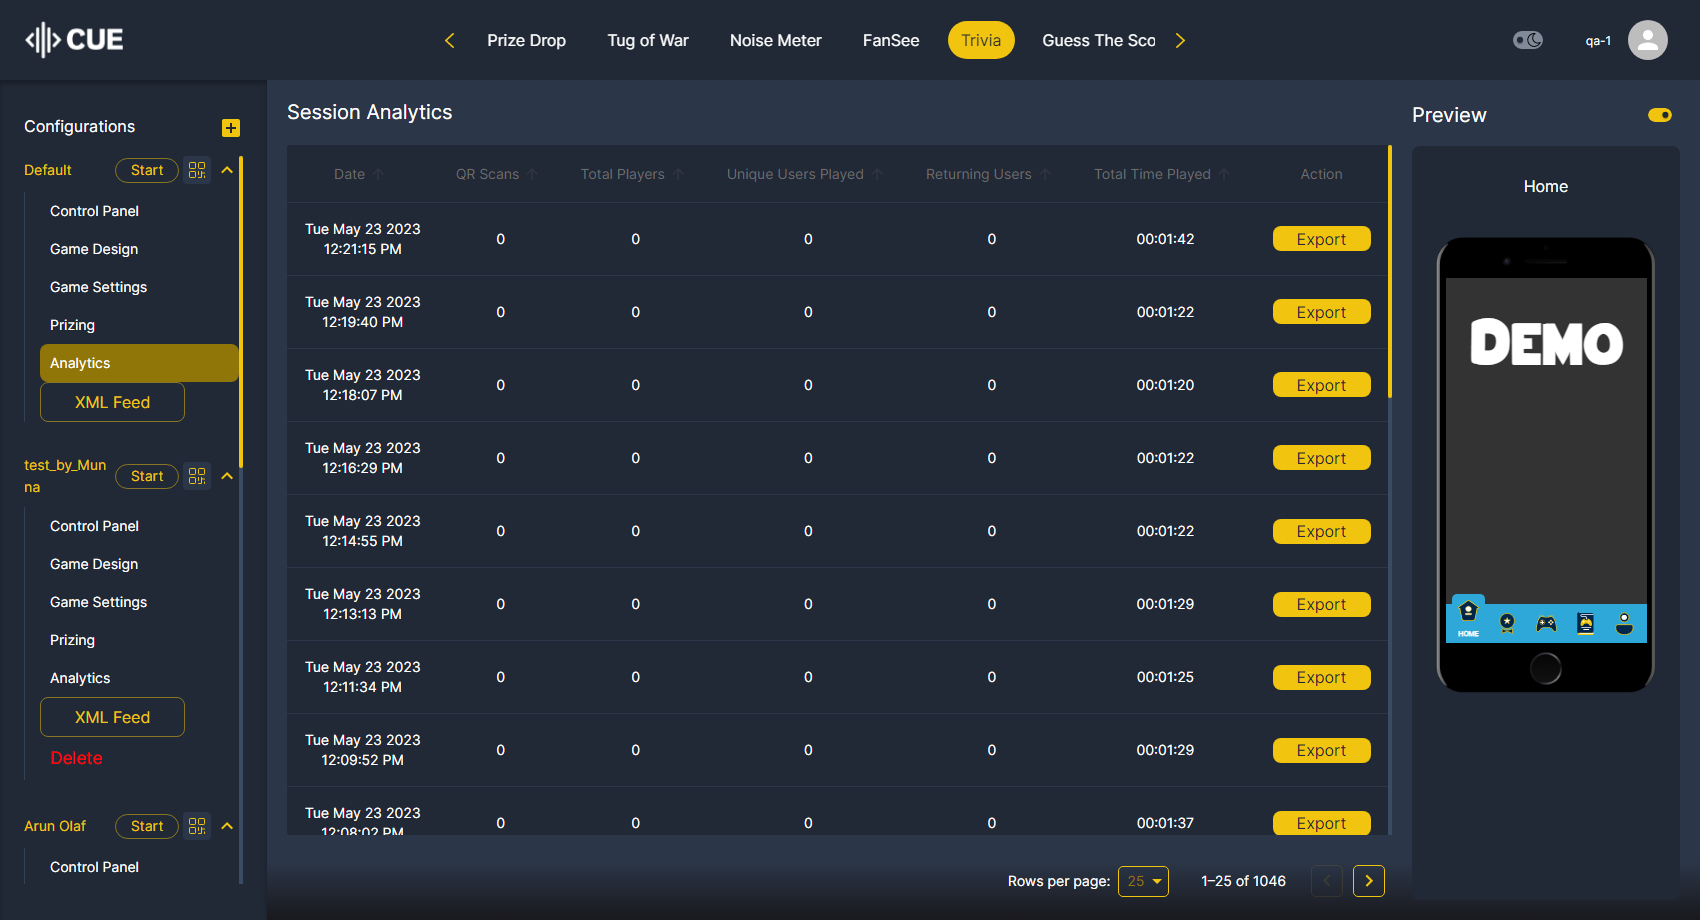 CUE
Prize Drop
Tug of War
Noise Meter
FanSee
Trivia
Guess The Sco
qa-1
Configurations
Default
Start
Control Panel
Game Design
Game Settings
Prizing
Analytics
XML Feed
test_by_Mun
na
Start
Control Panel
Game Design
Game Settings
Prizing
Analytics
XML Feed
Delete
Arun Olaf
Start
Control Panel
Session Analytics
Date QR Scans Total Players Unique Users Played Returning Users Total Time Played Action
Tue May 23 2023
12:21:15 PM
0 0 0 0 00:01:42 Export
Tue May 23 2023
12:19:40 PM
0 0 0 0 00:01:22 Export
Tue May 23 2023
12:18:07 PM
0 0 0 0 00:01:20 Export
Tue May 23 2023
12:16:29 PM
0 0 0 0 00:01:22 Export
Tue May 23 2023
12:14:55 PM
0 0 0 0 00:01:22 Export
Tue May 23 2023
12:13:13 PM
0 0 0 0 00:01:29 Export
Tue May 23 2023
12:11:34 PM
0 0 0 0 00:01:25 Export
Tue May 23 2023
12:09:52 PM
0 0 0 0 00:01:29 Export
Tue May 23 2023
12:08:02 PM
0 0 0 0 00:01:37 Export
Rows per page: 25 1–25 of 1046
Preview
Home
DEMO
HOME